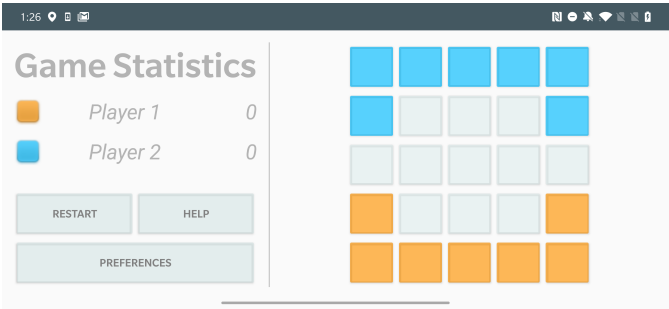 1:26
Game Statistics
Player 1 0
Player 2 0
RESTART HELP
PREFERENCES